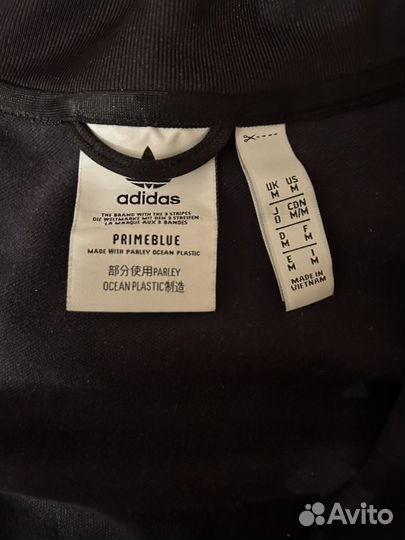 adidas
THE BRAND WITH THE 3 STRIPES
DIE WELTMARKE MIT DEN 3 STREIFEN
LA MARQUE AUX 3 BANDES
PRIMEBLUE
MADE WITH PARLEY OCEAN PLASTIC
部分使用PARLEY
OCEAN PLASTIC制造
UK US
M M
J CDN
O M/M
D F
M M
E I
M M
MADE IN
VIETNAM
Avito